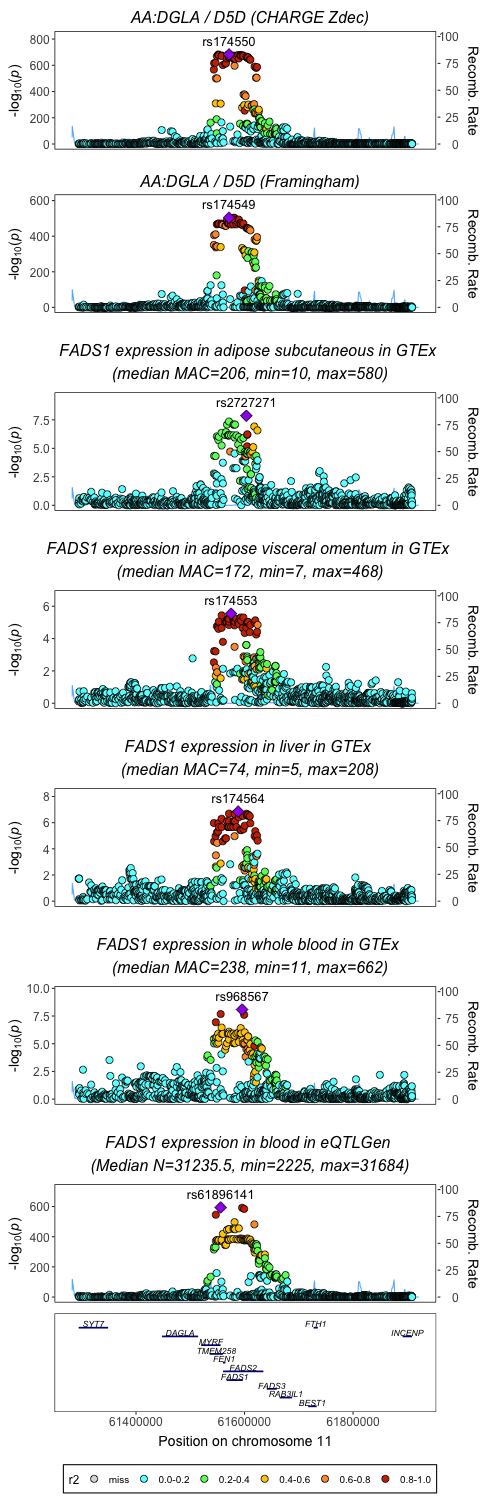 AA:DGLA / D5D (CHARGE Zdec)
rs174550
800
600
400
200
0
-log10(p)
100
75
50
25
0
Recomb. Rate
AA:DGLA / D5D (Framingham)
rs174549
600
400
200
0
-log10(p)
100
75
50
25
0
Recomb. Rate
FADS1 expression in adipose subcutaneous in GTEx
(median MAC=206, min=10, max=580)
rs2727271
7.5
5.0
2.5
0.0
-log10(p)
100
75
50
25
0
Recomb. Rate
FADS1 expression in adipose visceral omentum in GTEx
(median MAC=172, min=7, max=468)
rs174553
6
4
2
0
-log10(p)
100
75
50
25
0
Recomb. Rate
FADS1 expression in liver in GTEx
(median MAC=74, min=5, max=208)
rs174564
8
6
4
2
0
-log10(p)
100
75
50
25
0
Recomb. Rate
FADS1 expression in whole blood in GTEx
(median MAC=238, min=11, max=662)
rs968567
10.0
7.5
5.0
2.5
0.0
-log10(p)
100
75
50
25
0
Recomb. Rate
FADS1 expression in blood in eQTLGen
(Median N=31235.5, min=2225, max=31684)
rs61896141
600
400
200
0
-log10(p)
100
75
50
25
0
Recomb. Rate
SYT7 FTH1
DAGLA INCENP
MYRF
TMEM258
FEN1
FADS2
FADS1
FADS3
RAB3IL1
BEST1
61400000 61600000 61800000
Position on chromosome 11
r2 miss 0.0-0.2 0.2-0.4 0.4-0.6 0.6-0.8 0.8-1.0